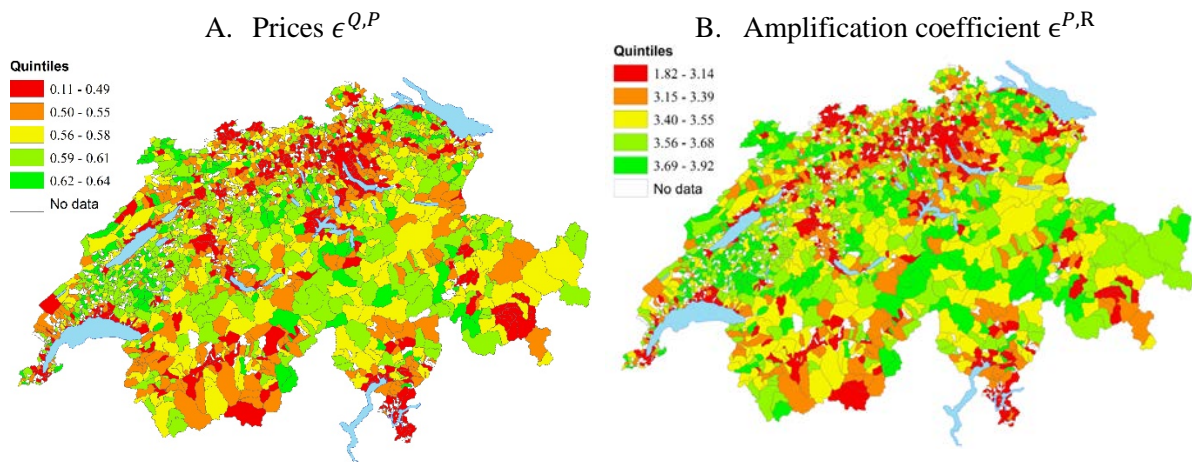 A. Prices ϵ^{Q,P}
Quintiles
0.11 - 0.49
0.50 - 0.55
0.56 - 0.58
0.59 - 0.61
0.62 - 0.64
No data
B. Amplification coefficient ϵ^{P,R}
Quintiles
1.82 - 3.14
3.15 - 3.39
3.40 - 3.55
3.56 - 3.68
3.69 - 3.92
No data